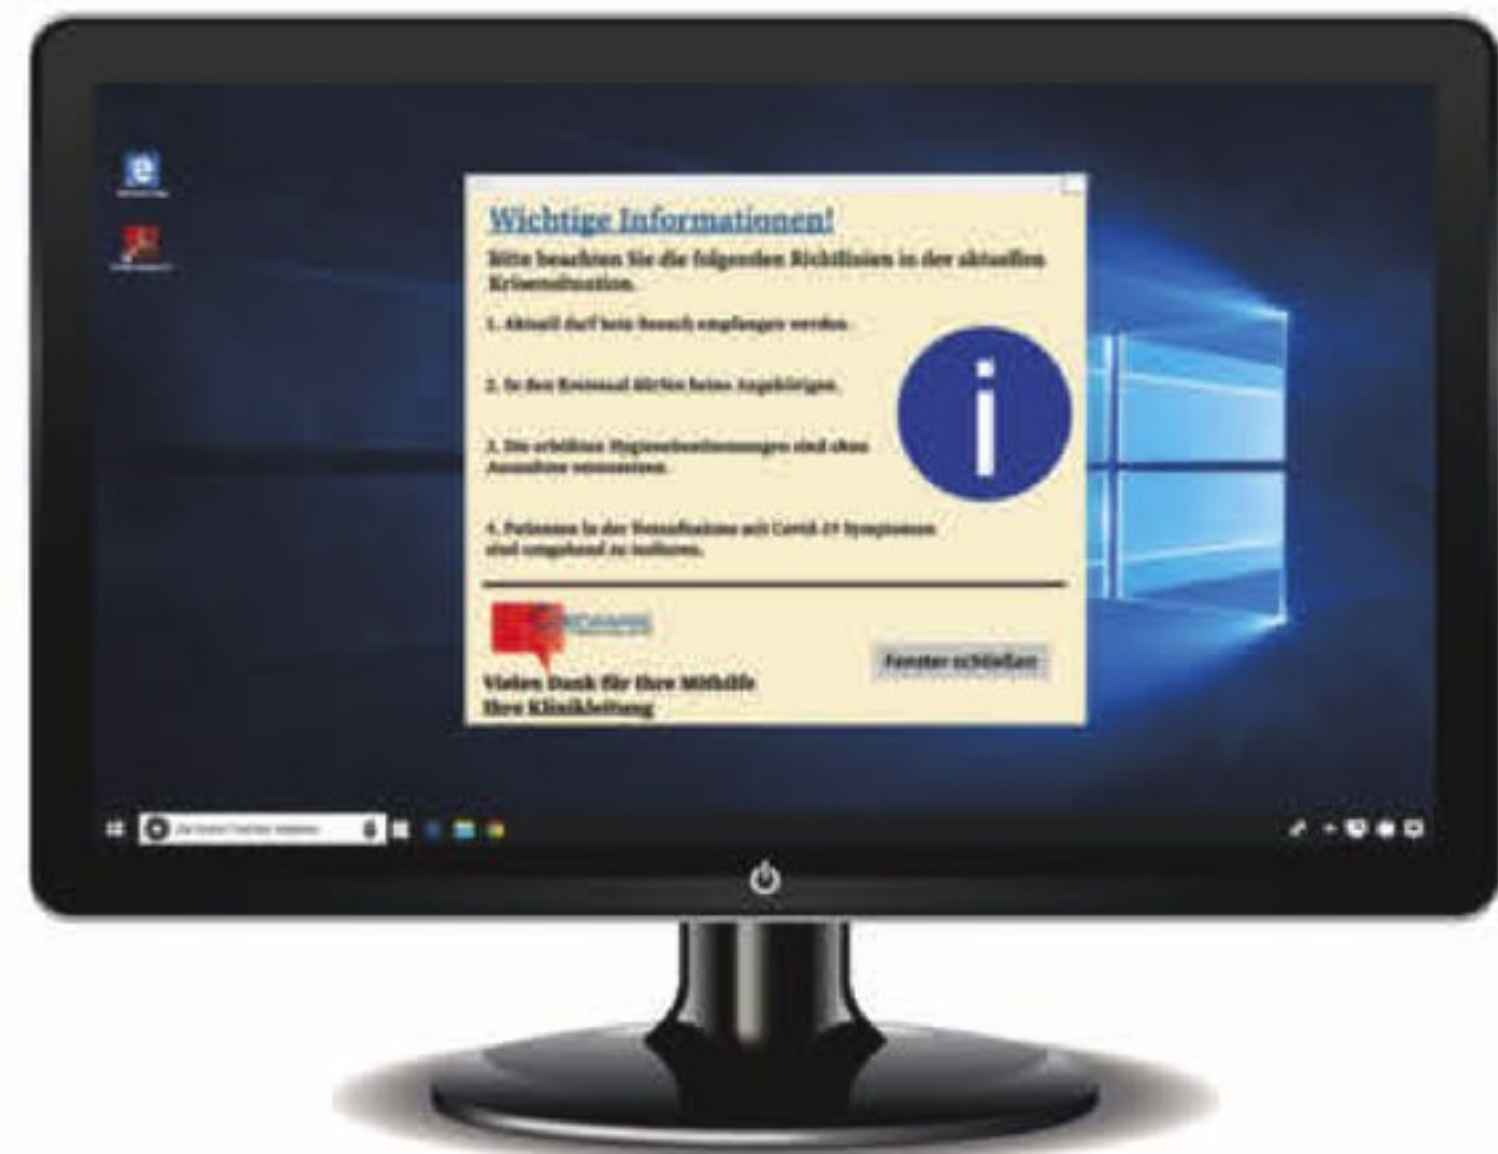 Wichtige Informationen!
Bitte beachten Sie die folgenden Richtlinien in der aktuellen
Krisensituation.
1. Aktuell darf kein Besuch empfangen werden.
2. In den Kreissaal dürfen keine Angehörigen.
3. Die erhöhten Hygienebestimmungen sind ohne
Ausnahme
4. Patienten in der Notaufnahme mit Covid-19 Symptomen
sind umgehend zu isolieren.
Fenster schließen
Vielen Dank für Ihre Mithilfe
Ihre Klinikleitung